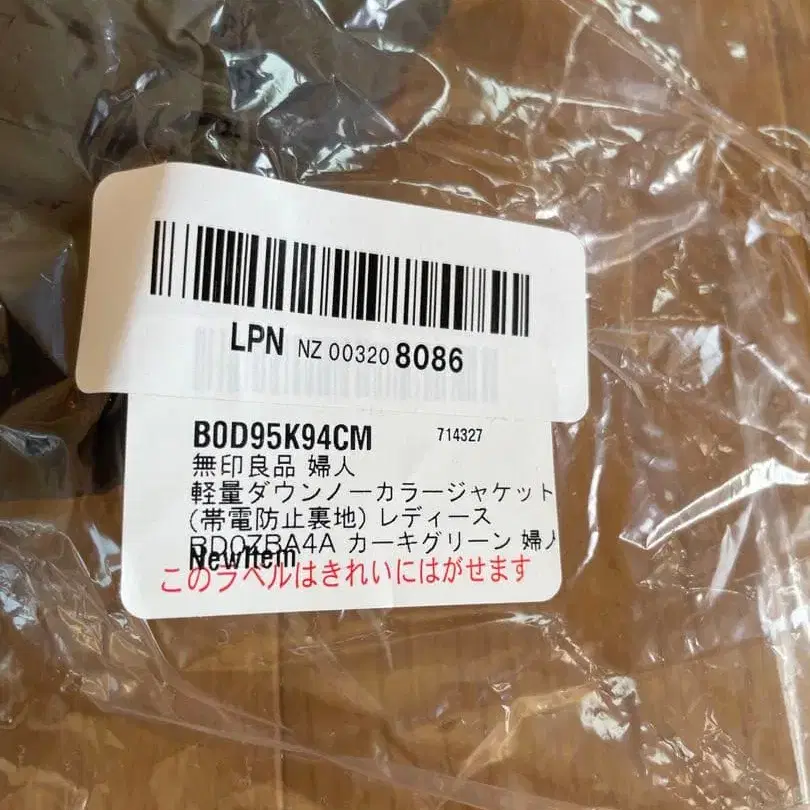 LPN NZ 00320 8086
B0D95K94CM 714327
無印良品 婦人
軽量ダウンノーカラージャケット
(帯電防止裏地) レディース
BD0ZBA4A カーキグリーン 婦人
NewItem
このラベルはきれいにはがせます